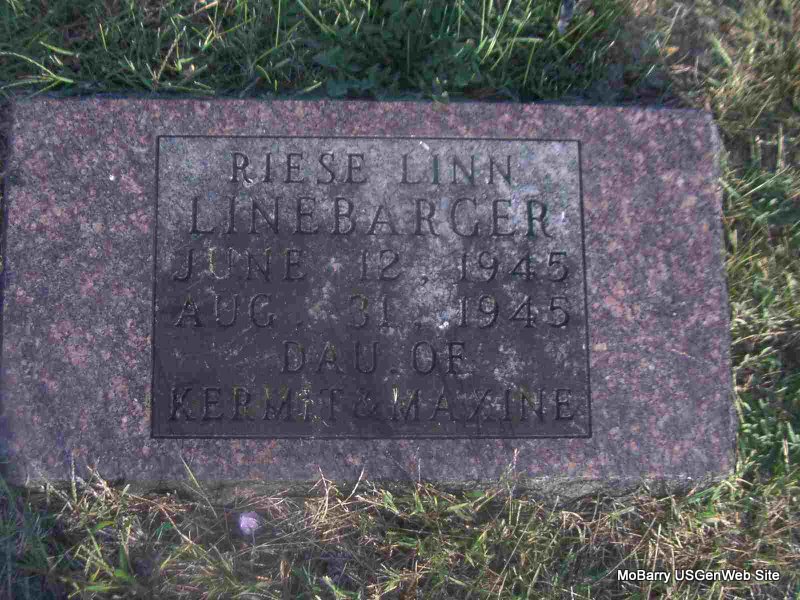 RIESE LINN
LINEBARGER
JUNE 12, 1945
AUG. 31, 1945
DAU. OF
KERMIT & MAXINE
MoBarry USGenWeb Site